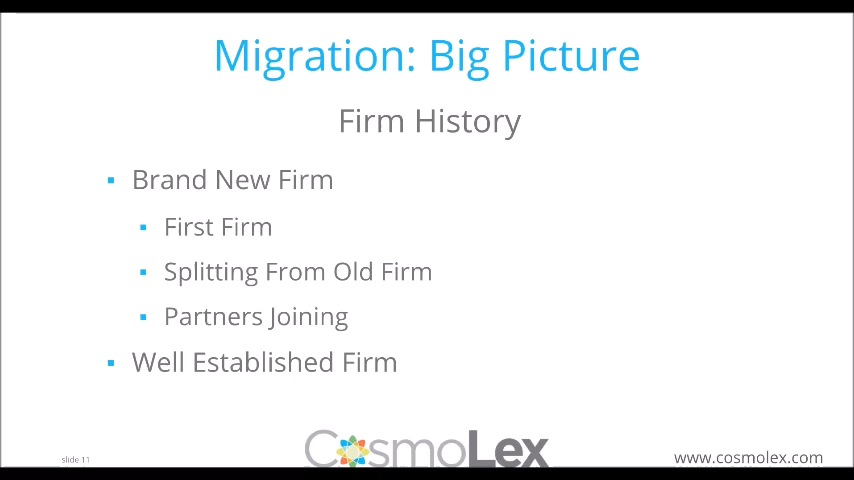 Migration: Big Picture
Firm History
Brand New Firm
First Firm
Splitting From Old Firm
Partners Joining
Well Established Firm
slide 11
CosmoLex
www.cosmolex.com